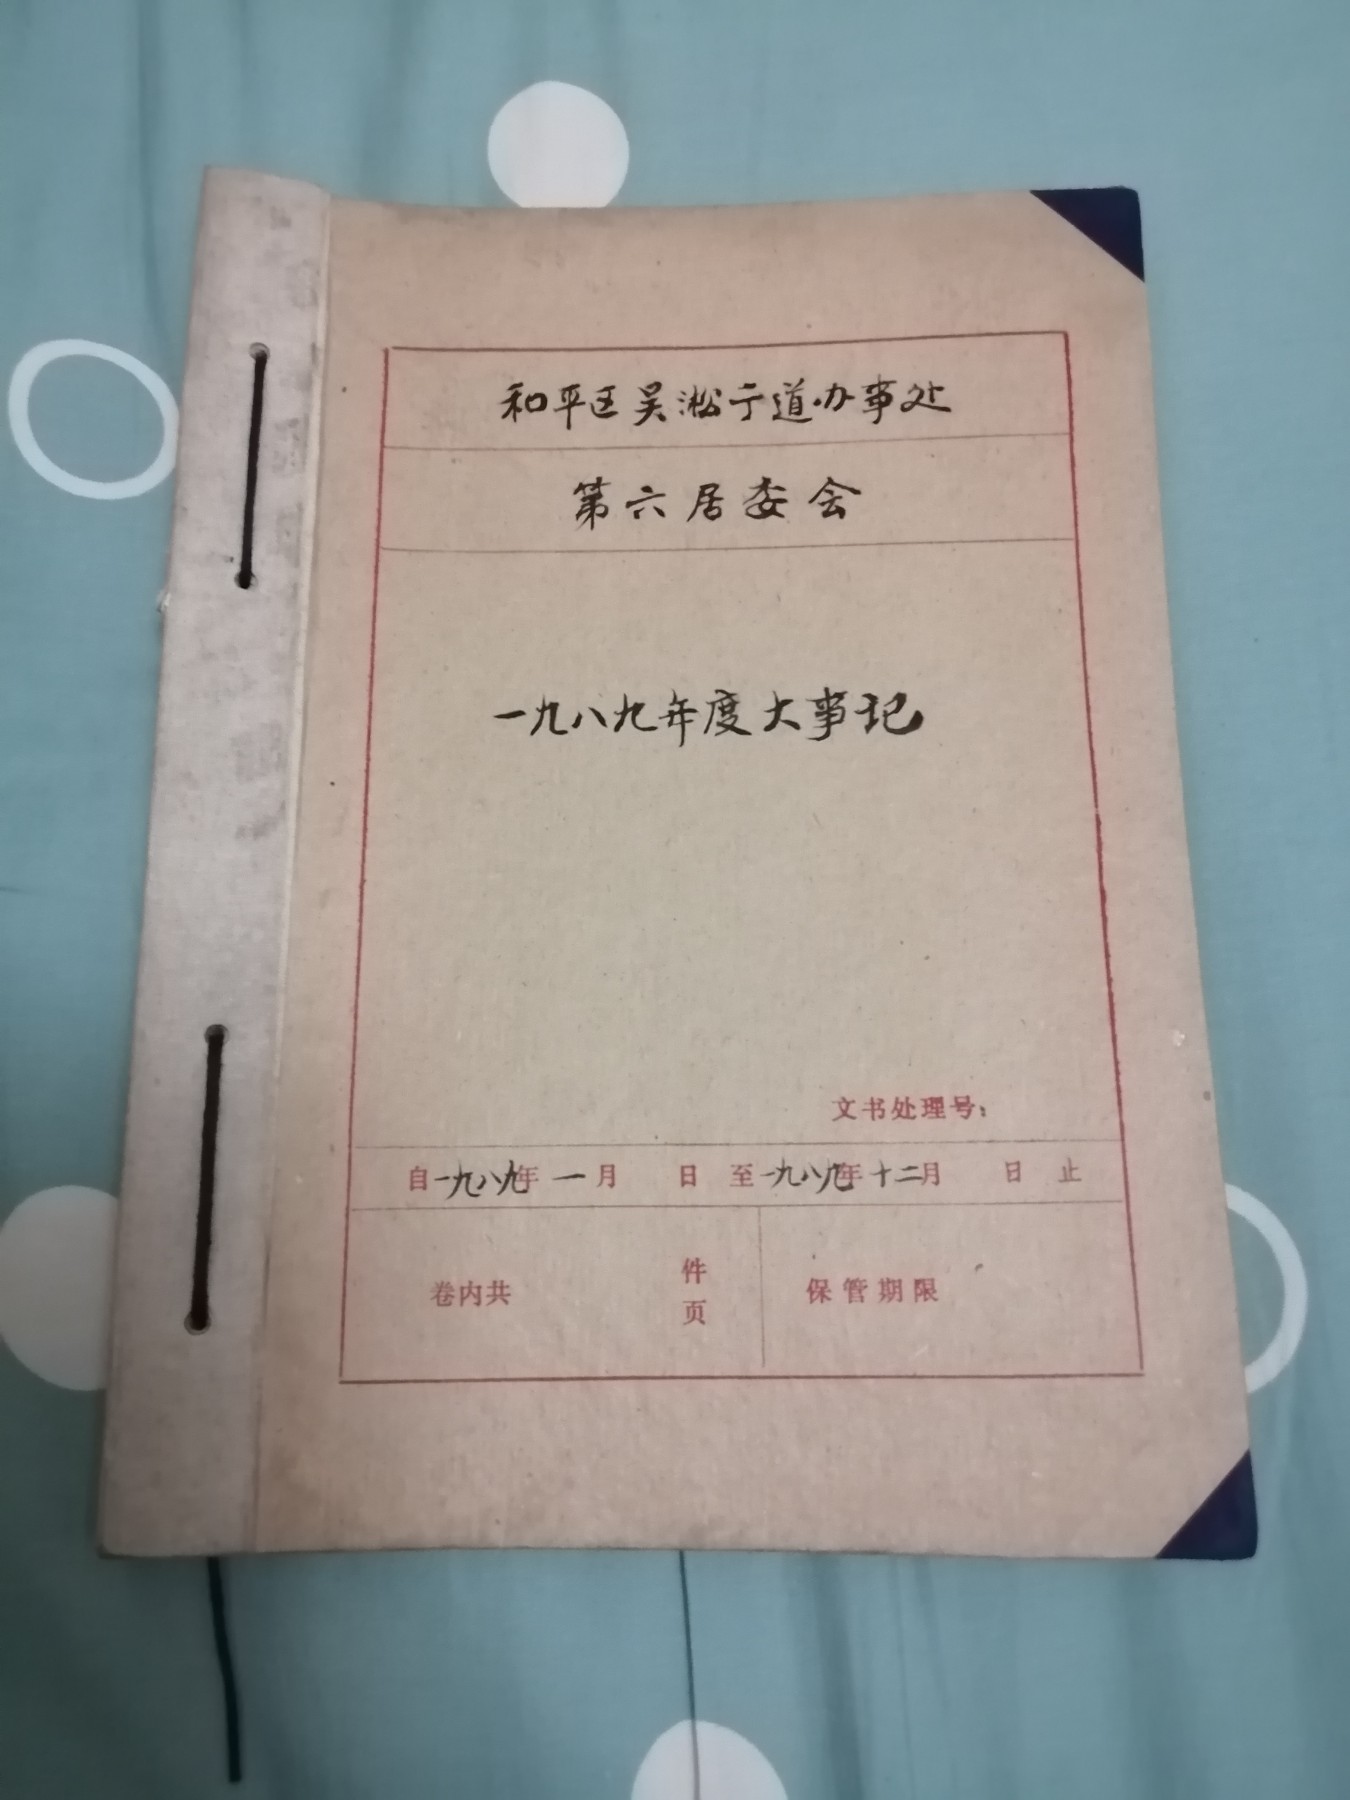 和平区吴淞亍道办事处
第六居委会
一九八九年度大事记
文书处理号：
自一九八九年一月 日至一九八九年十二月 日止
卷内共 件 页 保管期限